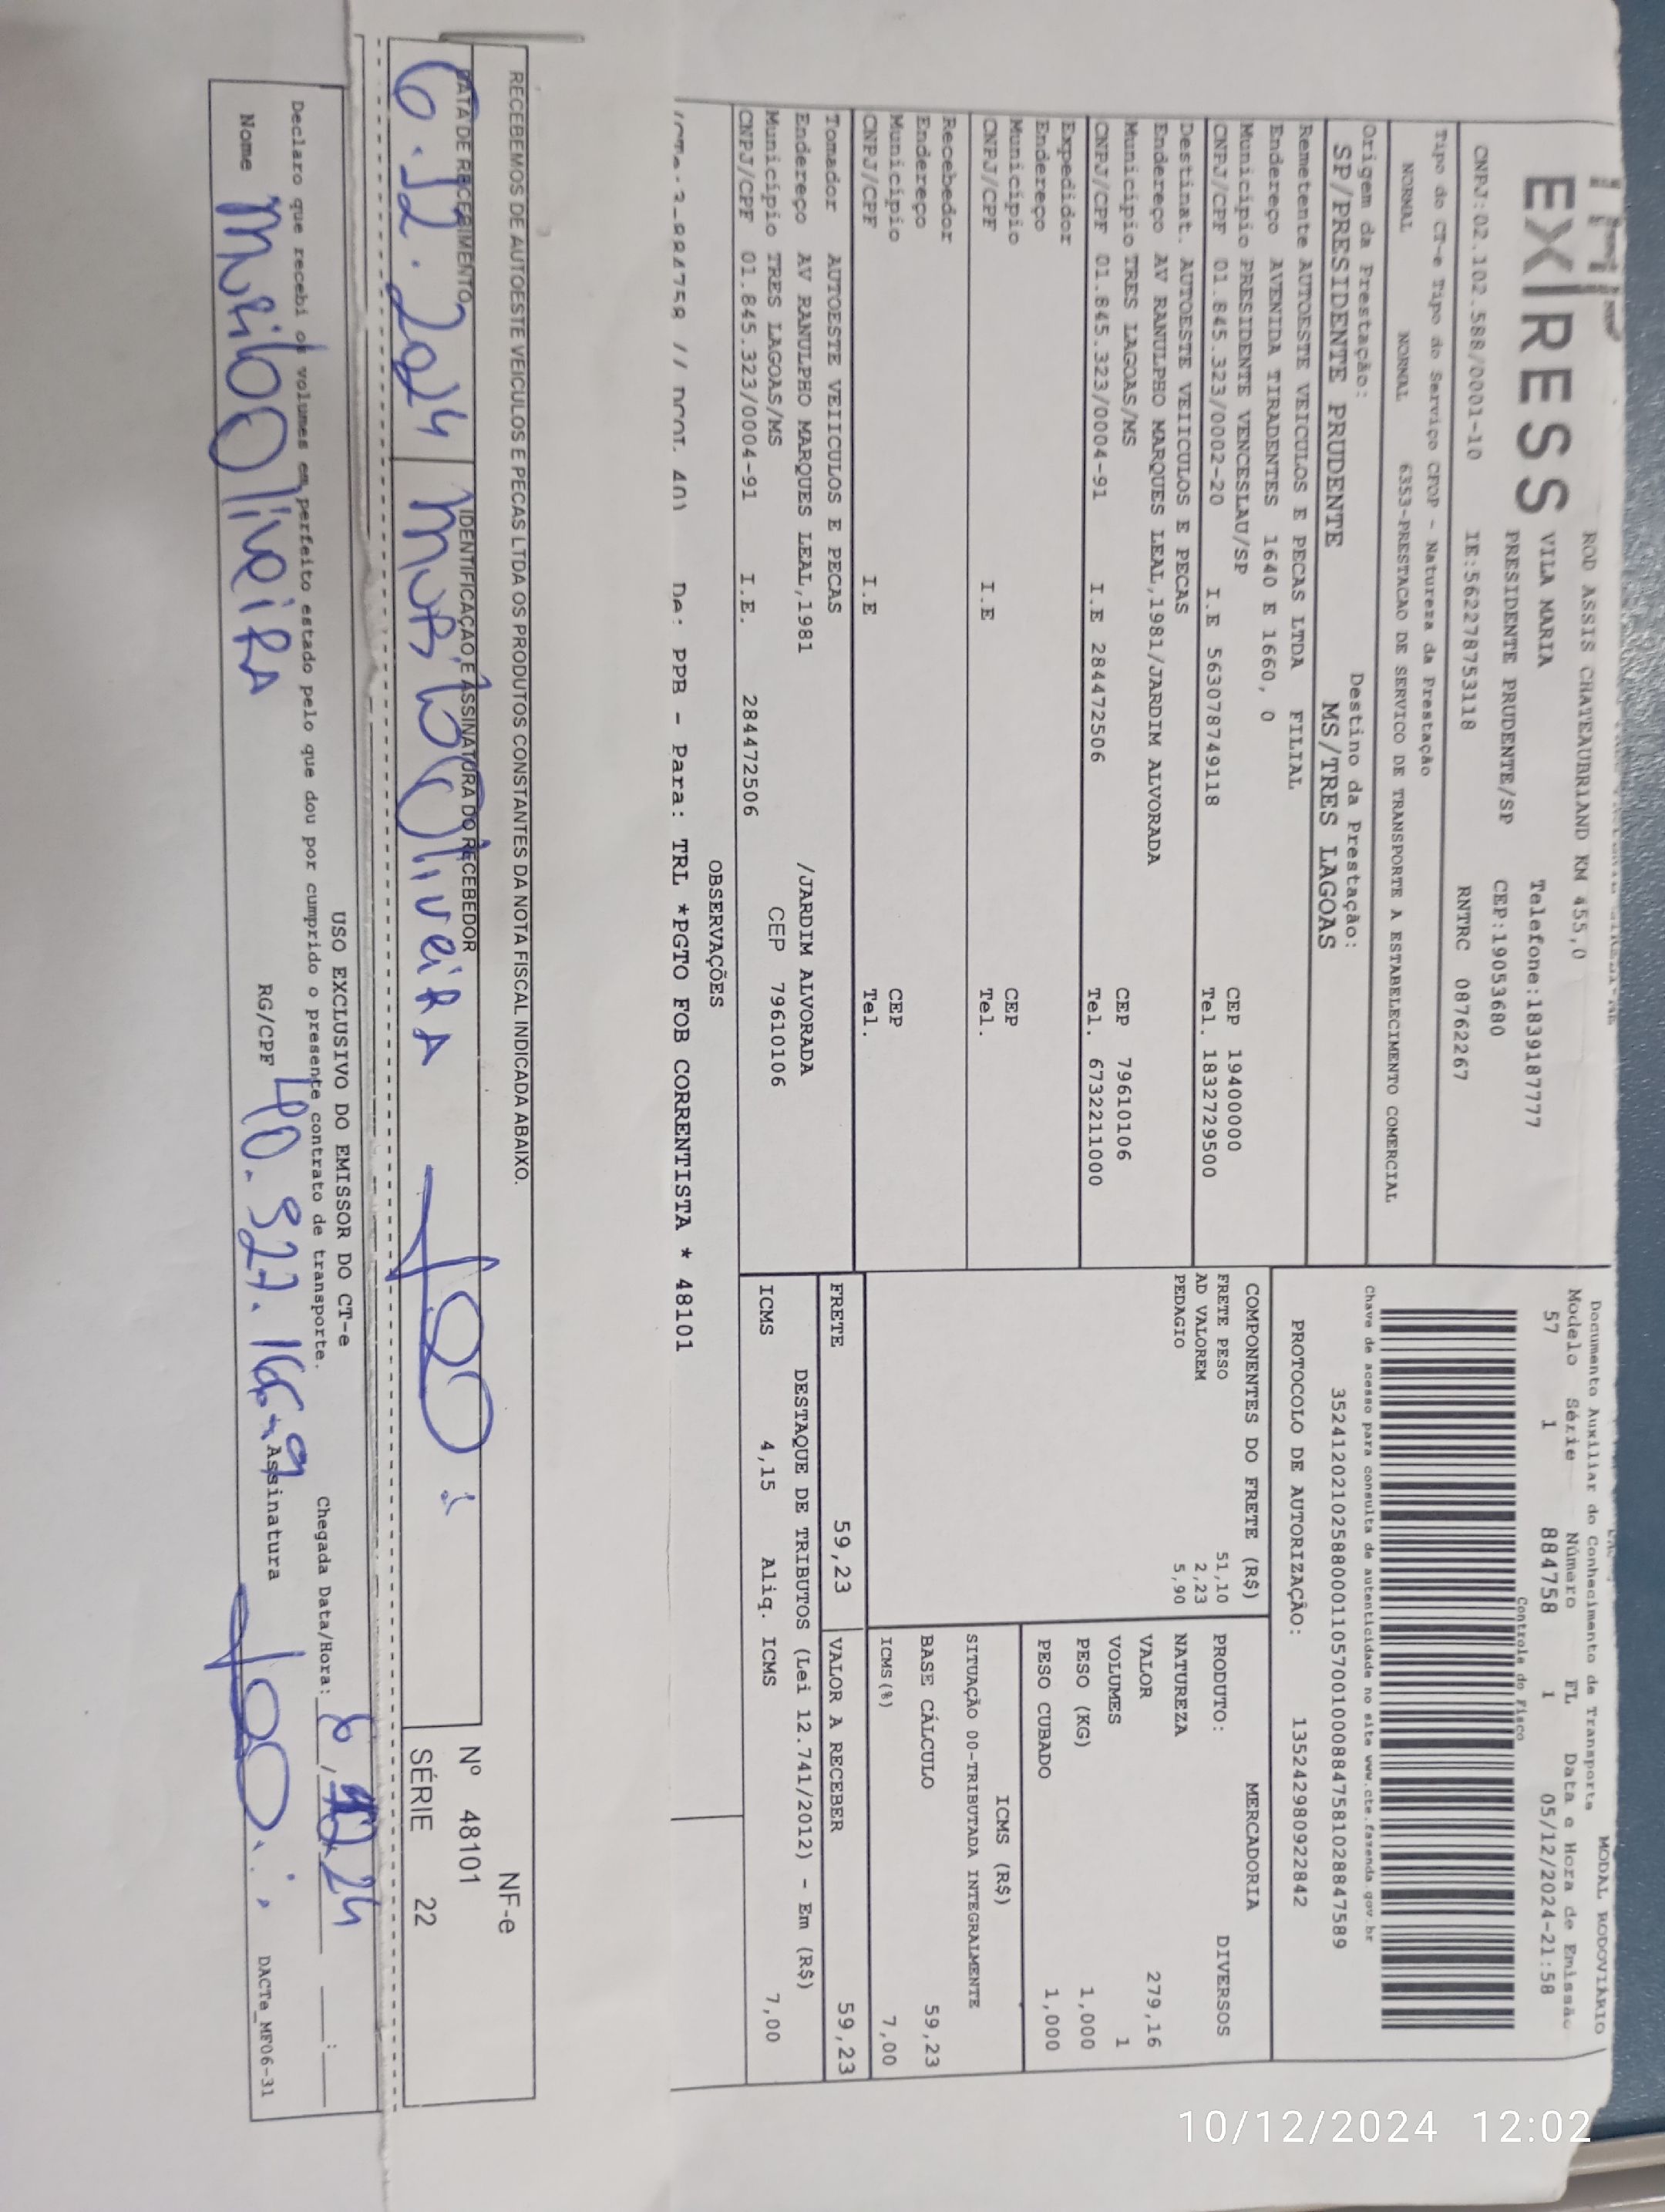 EXPRESS
ROD ASSIS CHATEAUBRIAND KM 455,0
VILA MARIA Telefone:1839187777
PRESIDENTE PRUDENTE/SP CEP:19053680
CNPJ:02.102.588/0001-10 IE:562278753118 RNTRC 08762267
Tipo do CT-e Tipo do Serviço CFOP - Natureza da Prestação
NORMAL NORMAL 6353-PRESTACAO DE SERVICO DE TRANSPORTE A ESTABELECIMENTO COMERCIAL
Origem da Prestação: Destino da Prestação:
SP/PRESIDENTE PRUDENTE MS/TRES LAGOAS
Remetente AUTOESTE VEICULOS E PECAS LTDA FILIAL
Endereço AVENIDA TIRADENTES 1640 E 1660, 0
Município PRESIDENTE VENCESLAU/SP CEP 19400000
CNPJ/CPF 01.845.323/0002-20 I.E 563078749118 Tel. 1832729500
Destinat. AUTOESTE VEIICULOS E PECAS
Endereço AV RANULPHO MARQUES LEAL,1981/JARDIM ALVORADA
Município TRES LAGOAS/MS CEP 79610106
CNPJ/CPF 01.845.323/0004-91 I.E 284472506 Tel. 6732211000
Expedidor
Endereço
Município CEP
CNPJ/CPF I.E Tel.
Recebedor
Endereço
Município CEP
CNPJ/CPF I.E Tel.
Tomador AUTOESTE VEIICULOS E PECAS
Endereço AV RANULPHO MARQUES LEAL,1981 /JARDIM ALVORADA
Município TRES LAGOAS/MS CEP 79610106
CNPJ/CPF 01.845.323/0004-91 I.E. 284472506
MODAL RODOVIÁRIO
Documento Auxiliar do Conhecimento de Transporte
Modelo Série Número FL Data e Hora de Emissão
57 1 884758 1 05/12/2024-21:58
Controle do Fisco
Chave de acesso para consulta de autenticidade no site www.cte.fazenda.gov.br
35241202102588000110570010008847581028847589
PROTOCOLO DE AUTORIZAÇÃO: 135242980922842
COMPONENTES DO FRETE (R$)
FRETE PESO 51,10
AD VALOREM 2,23
PEDAGIO 5,90
MERCADORIA
PRODUTO: DIVERSOS
NATUREZA
VALOR 279,16
VOLUMES 1
PESO (KG) 1,000
PESO CUBADO 1,000
ICMS (R$)
SITUAÇÃO 00-TRIBUTADA INTEGRALMENTE
BASE CÁLCULO 59,23
ICMS(%) 7,00
FRETE 59,23 VALOR A RECEBER 59,23
DESTAQUE DE TRIBUTOS (Lei 12.741/2012) - Em (R$)
ICMS 4,15 Aliq. ICMS 7,00
OBSERVAÇÕES
De: PPB - Para: TRL *PGTO FOB CORRENTISTA * 48101
RECEBEMOS DE AUTOESTE VEICULOS E PECAS LTDA OS PRODUTOS CONSTANTES DA NOTA FISCAL INDICADA ABAIXO.
DATA DE RECEBIMENTO IDENTIFICAÇÃO E ASSINATURA DO RECEBEDOR
6.12.2024 Murilo Oliveira
NF-e
Nº 48101
SÉRIE 22
USO EXCLUSIVO DO EMISSOR DO CT-e
Declaro que recebi os volumes em perfeito estado pelo que dou por cumprido o presente contrato de transporte. Chegada Data/Hora: 6/12.24 __:__
Nome Murilo Oliveira RG/CPF Assinatura DACTe_MF06-31
10/12/2024 12:02